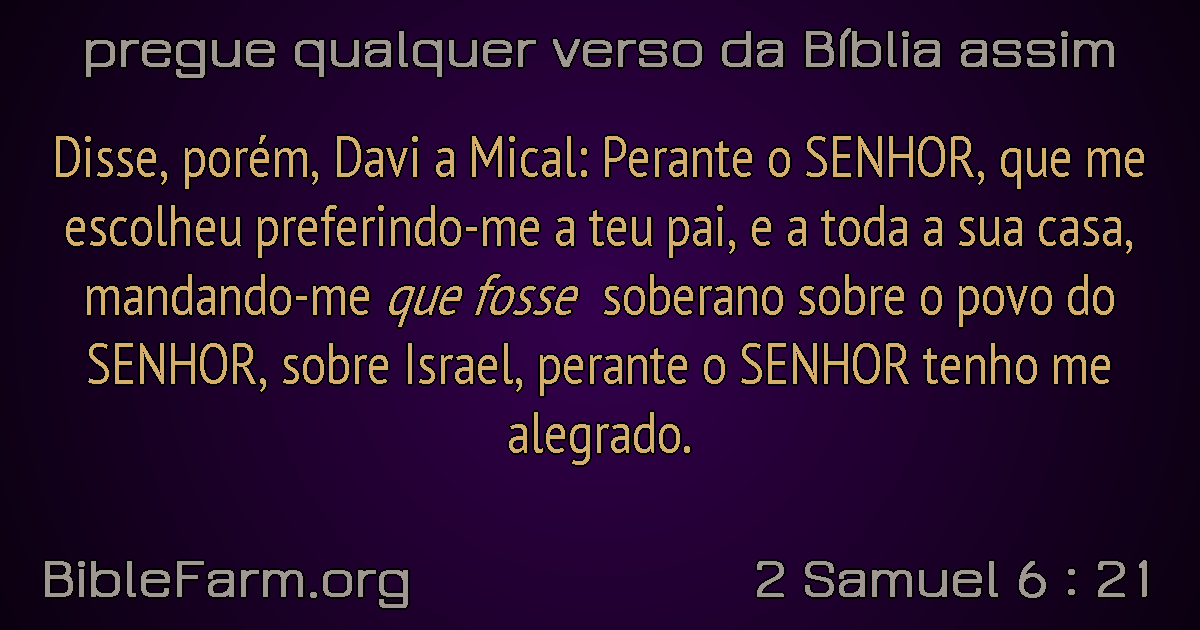 pregue qualquer verso da Bíblia assim
Disse, porém, Davi a Mical: Perante o SENHOR, que me
escolheu preferindo-me a teu pai, e a toda a sua casa,
mandando-me que fosse soberano sobre o povo do
SENHOR, sobre Israel, perante o SENHOR tenho me
alegrado.
BibleFarm.org
2 Samuel 6 : 21